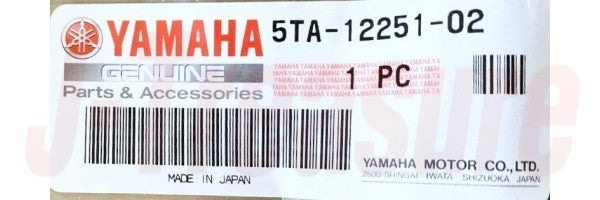 YAMAHA 5TA-12251-02
GENUINE
Parts & Accessories
1 PC
MADE IN JAPAN
YAMAHA MOTOR CO.,LTD.
2500 SHINGAI IWATA SHIZUOKA JAPAN